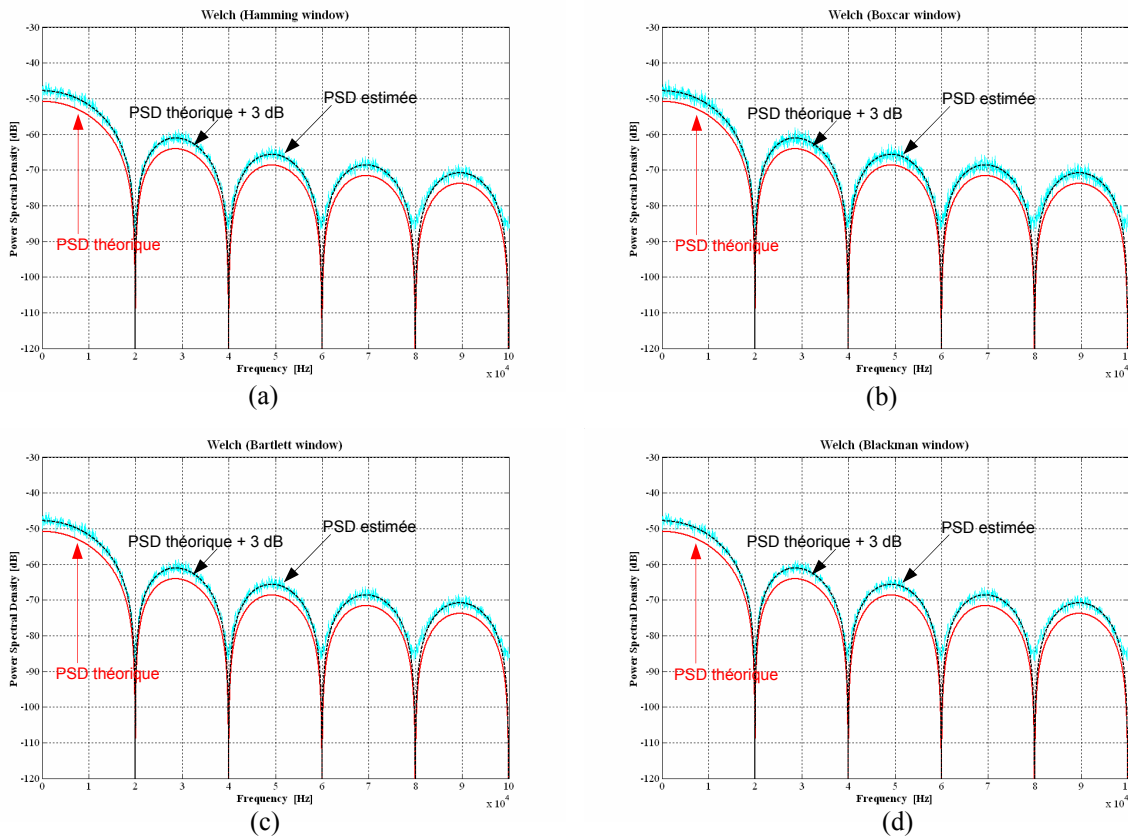 Welch (Hamming window)
Power Spectral Density [dB]
-30
-40
-50
-60
-70
-80
-90
-100
-110
-120
PSD théorique + 3 dB
PSD estimée
PSD théorique
0 1 2 3 4 5 6 7 8 9 10
x 10^4
Frequency [Hz]
(a)
Welch (Boxcar window)
Power Spectral Density [dB]
-30
-40
-50
-60
-70
-80
-90
-100
-110
-120
PSD théorique + 3 dB
PSD estimée
PSD théorique
0 1 2 3 4 5 6 7 8 9 10
x 10^4
Frequency [Hz]
(b)
Welch (Bartlett window)
Power Spectral Density [dB]
-30
-40
-50
-60
-70
-80
-90
-100
-110
-120
PSD théorique + 3 dB
PSD estimée
PSD théorique
0 1 2 3 4 5 6 7 8 9 10
x 10^4
Frequency [Hz]
(c)
Welch (Blackman window)
Power Spectral Density [dB]
-30
-40
-50
-60
-70
-80
-90
-100
-110
-120
PSD théorique + 3 dB
PSD estimée
PSD théorique
0 1 2 3 4 5 6 7 8 9 10
x 10^4
Frequency [Hz]
(d)